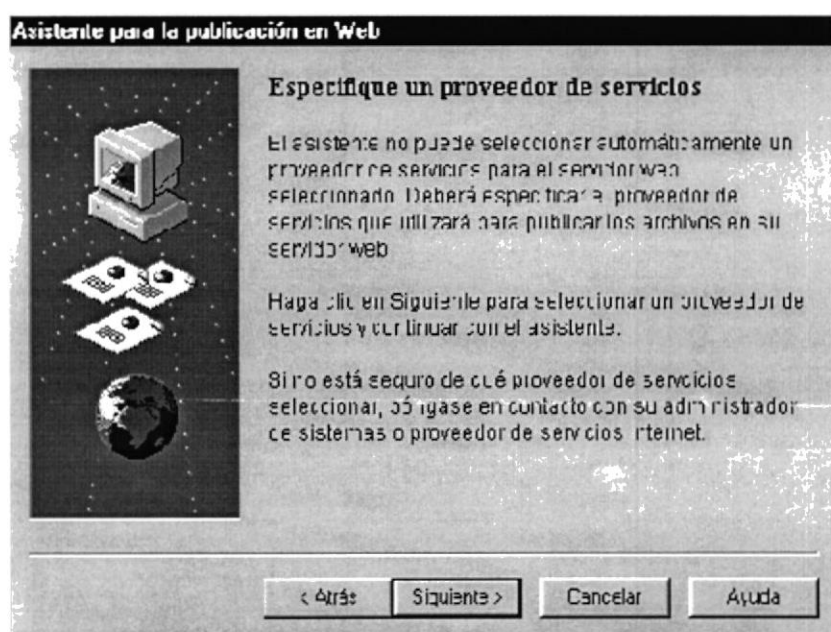 Asistente para la publicación en Web
Especifique un proveedor de servicios
El asistente no puede seleccionar automáticamente un
proveedor de servicios para el servidor web
seleccionado. Deberá especificar el proveedor de
servicios que utilizará para publicar los archivos en su
servidor web
Haga clic en Siguiente para seleccionar un proveedor de
servicios y continuar con el asistente.
Si no está seguro de qué proveedor de servcicios
seleccionar, póngase en contacto con su administrador
de sistemas o proveedor de servicios Internet.
< Atrás
Siguiente >
Cancelar
Ayuda